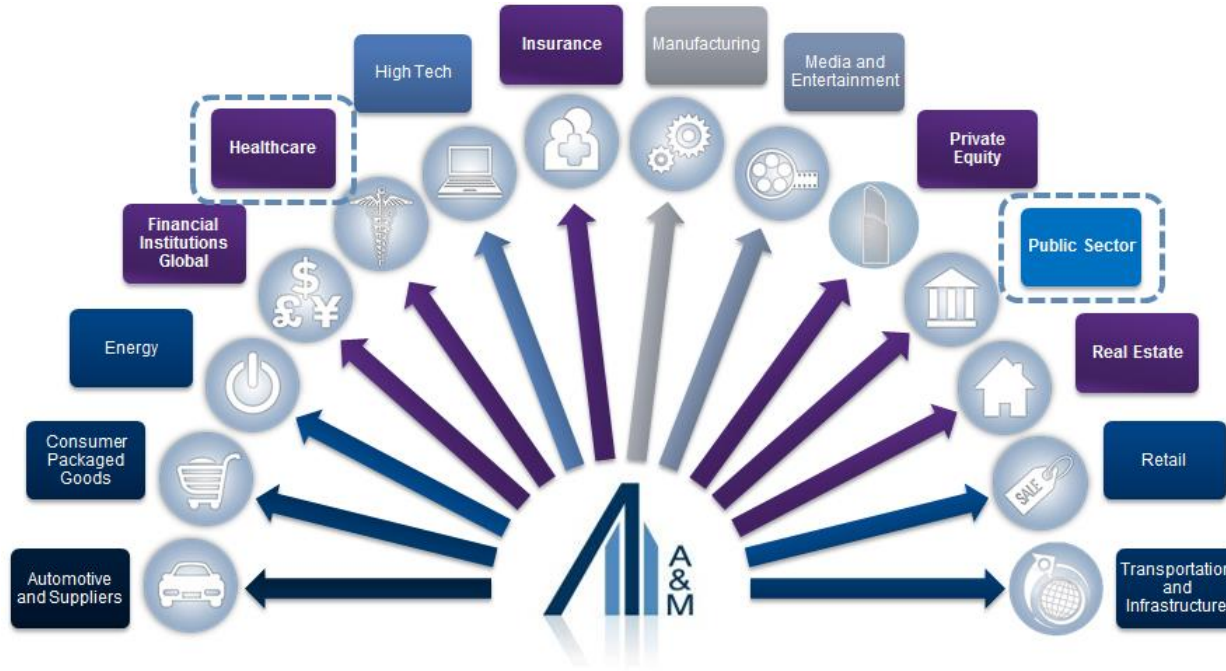 Automotive
and Suppliers
Consumer
Packaged
Goods
Energy
Financial
Institutions
Global
$
£ ¥
Healthcare
High Tech
Insurance
Manufacturing
Media and
Entertainment
Private
Equity
Public Sector
Real Estate
Retail
SALE
Transportation
and
Infrastructure
A&M